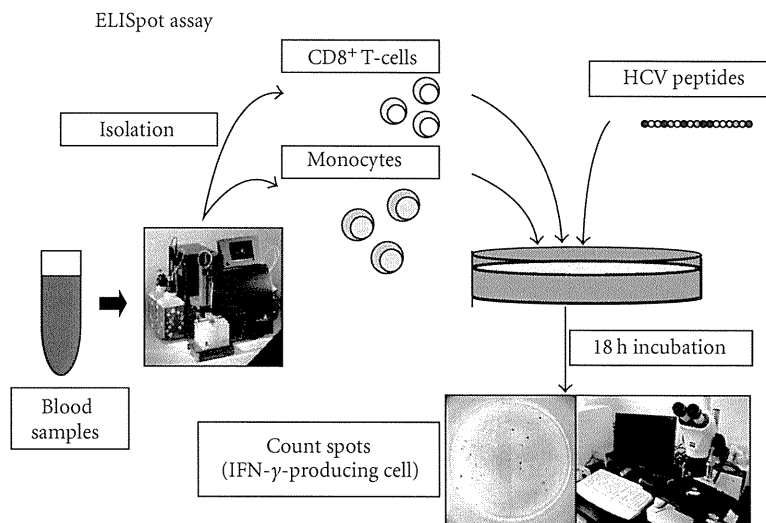 ELISpot assay
CD8⁺ T-cells
HCV peptides
Isolation
Monocytes
18 h incubation
Blood
samples
Count spots
(IFN-γ-producing cell)